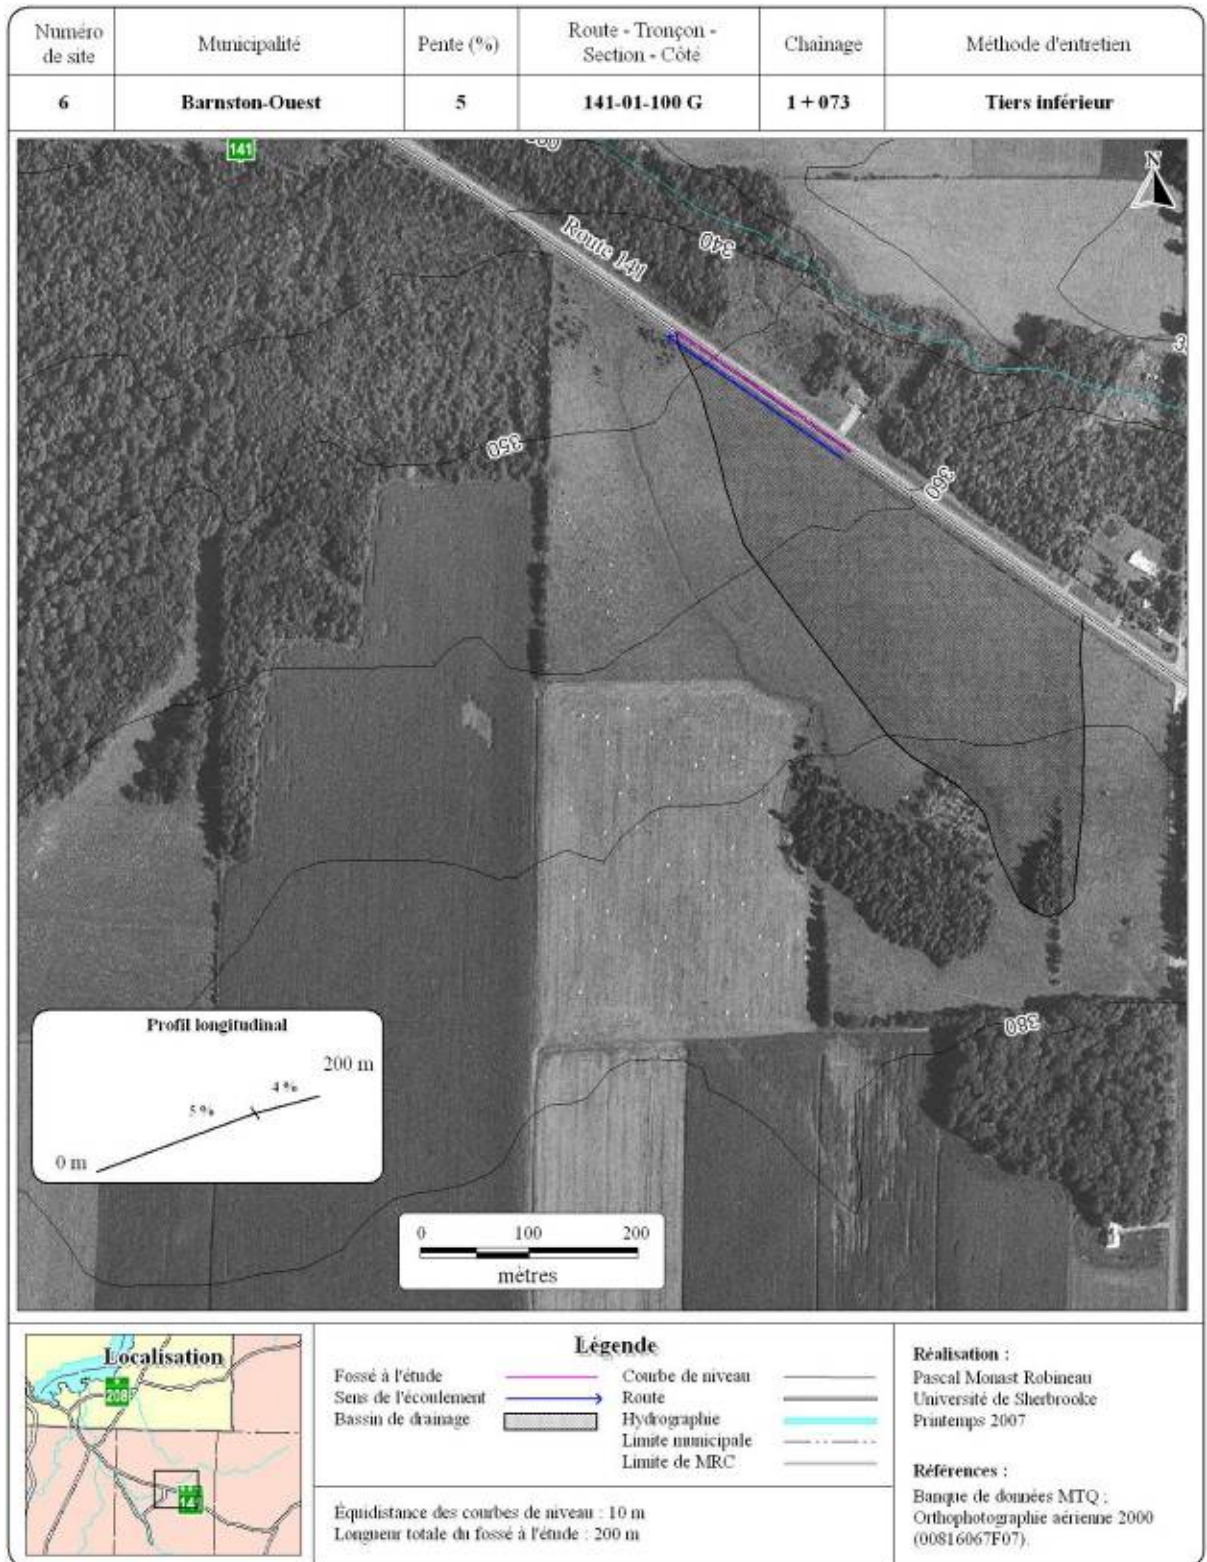 Numéro de site
Municipalité
Pente (%)
Route - Tronçon - Section - Côté
Chaînage
Méthode d'entretien
6
Barnston-Ouest
5
141-01-100 G
1 + 073
Tiers inférieur
141
N
Route 141
340
350
360
380
Profil longitudinal
200 m
4 %
5 %
0 m
0 100 200
mètres
Localisation
208
Légende
Fossé à l'étude
Sens de l'écoulement
Bassin de drainage
Courbe de niveau
Route
Hydrographie
Limite municipale
Limite de MRC
Équidistance des courbes de niveau : 10 m
Longueur totale du fossé à l'étude : 200 m
Réalisation :
Pascal Monast Robineau
Université de Sherbrooke
Printemps 2007
Références :
Banque de données MTQ ;
Orthophotographie aérienne 2000
(00816067F07).